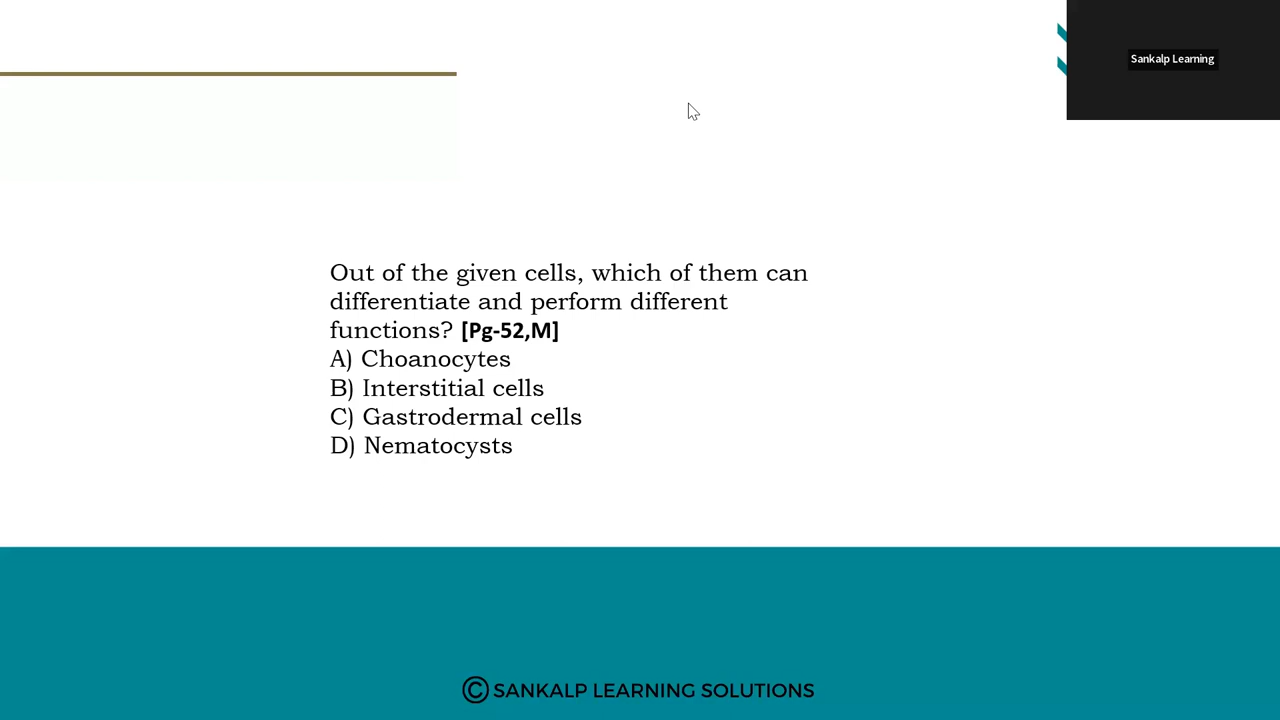 Sankalp Learning
Out of the given cells, which of them can
differentiate and perform different
functions? [Pg-52,M]
A) Choanocytes
B) Interstitial cells
C) Gastrodermal cells
D) Nematocysts
© SANKALP LEARNING SOLUTIONS